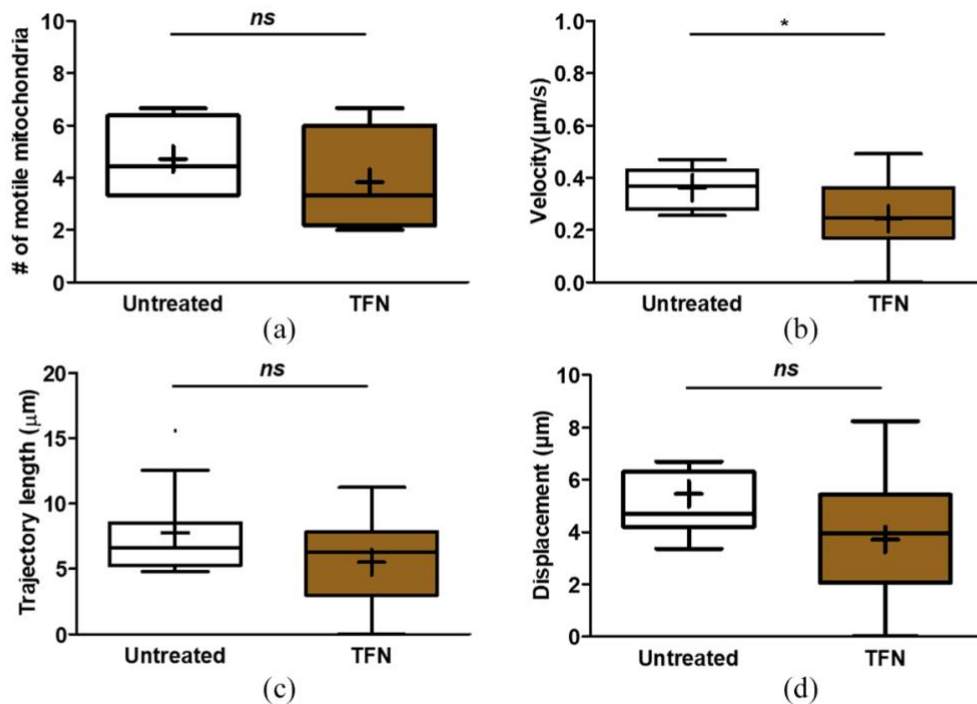 ns
10
8
6
4
2
0
# of motile mitochondria
Untreated
TFN
(a)
*
1.0
0.8
0.6
0.4
0.2
0.0
Velocity(μm/s)
Untreated
TFN
(b)
ns
20
15
10
5
0
Trajectory length (μm)
Untreated
TFN
(c)
ns
10
8
6
4
2
0
Displacement (μm)
Untreated
TFN
(d)